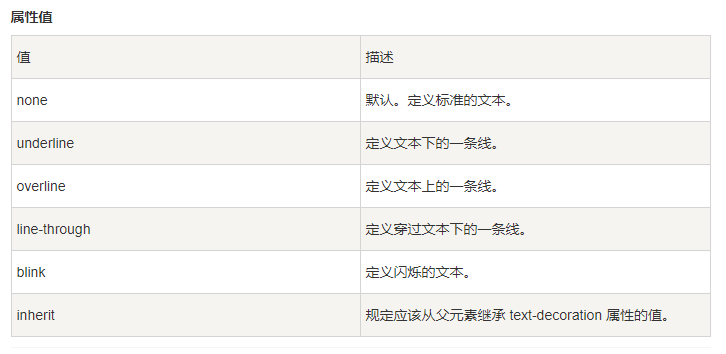 属性值
值 描述
none 默认。定义标准的文本。
underline 定义文本下的一条线。
overline 定义文本上的一条线。
line-through 定义穿过文本下的一条线。
blink 定义闪烁的文本。
inherit 规定应该从父元素继承 text-decoration 属性的值。